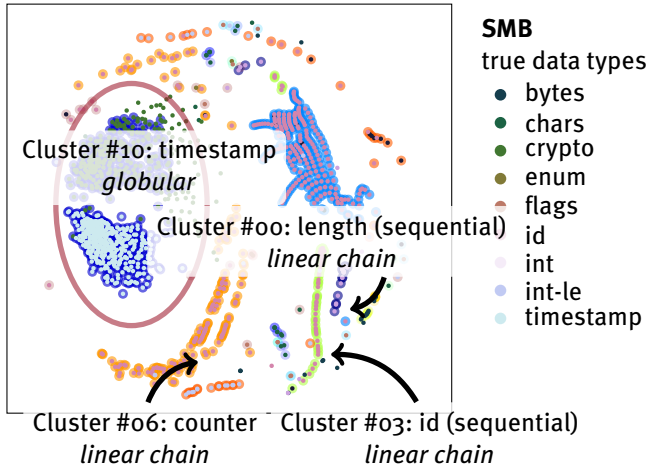 SMB
true data types
bytes
chars
crypto
enum
flags
id
int
int-le
timestamp
Cluster #10: timestamp
globular
Cluster #00: length (sequential)
linear chain
Cluster #06: counter
linear chain
Cluster #03: id (sequential)
linear chain